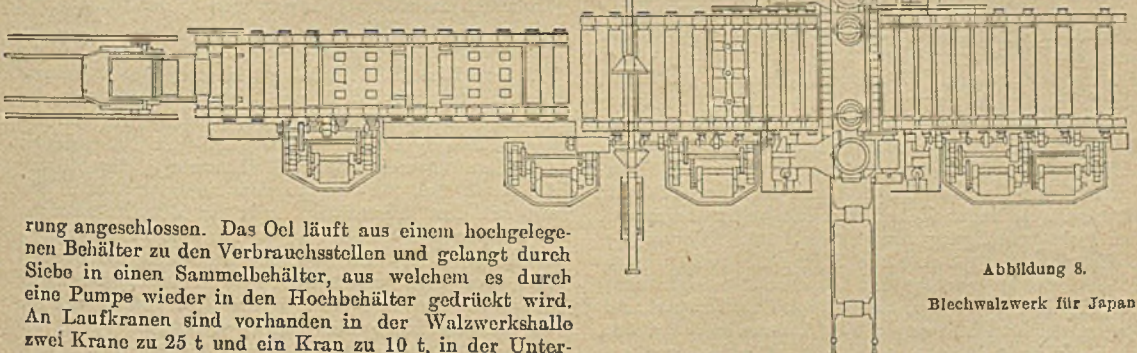 rung angeschlossen. Das Oel läuft aus einem hochgelege-
nen Behälter zu den Verbrauchsstellen und gelangt durch
Siebe in einen Sammelbehälter, aus welchem es durch
eine Pumpe wieder in den Hochbehälter gedrückt wird.
An Laufkranen sind vorhanden in der Walzwerkshalle
zwei Krane zu 25 t und ein Kran zu 10 t, in der Unter-
Abbildung 8.
Blechwalzwerk für Japan